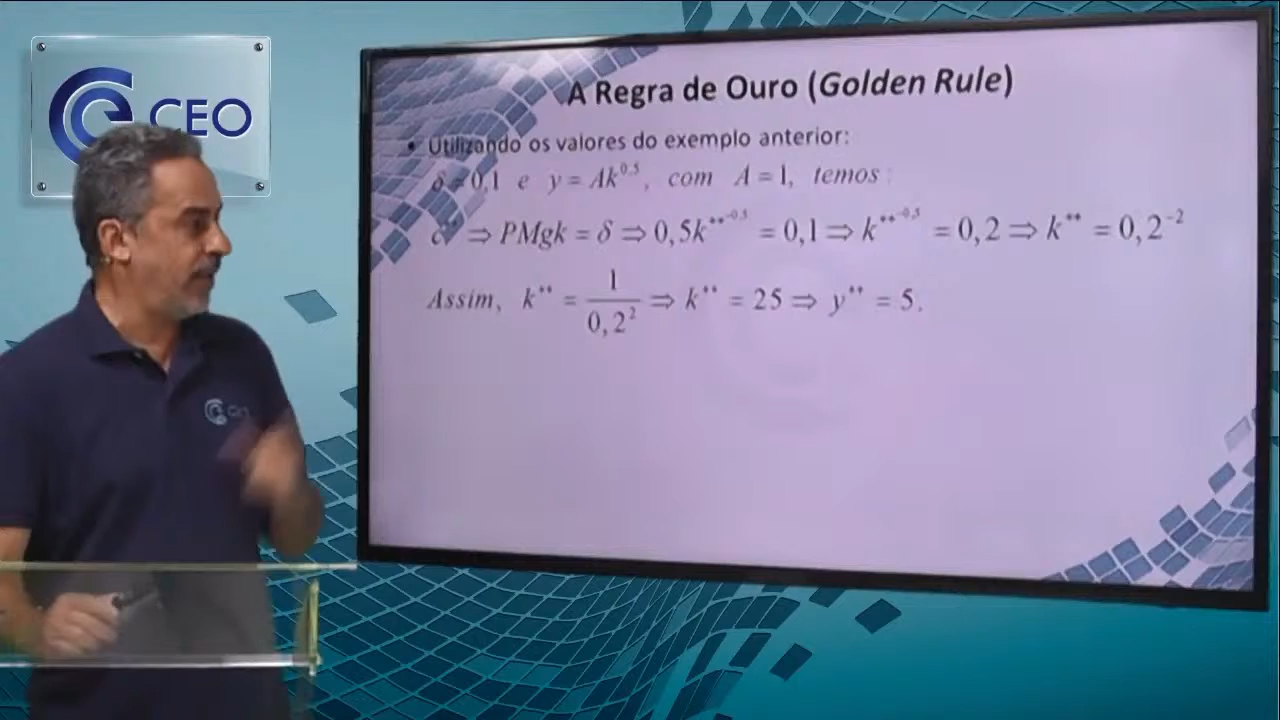 CEO
A Regra de Ouro (Golden Rule)
• Utilizando os valores do exemplo anterior:
δ = 0,1 e y = Ak^0,5, com A = 1, temos:
c** ⇒ PMgk = δ ⇒ 0,5k**^-0,5 = 0,1 ⇒ k**^-0,5 = 0,2 ⇒ k** = 0,2^-2
Assim, k** = 1/0,2² ⇒ k** = 25 ⇒ y** = 5.